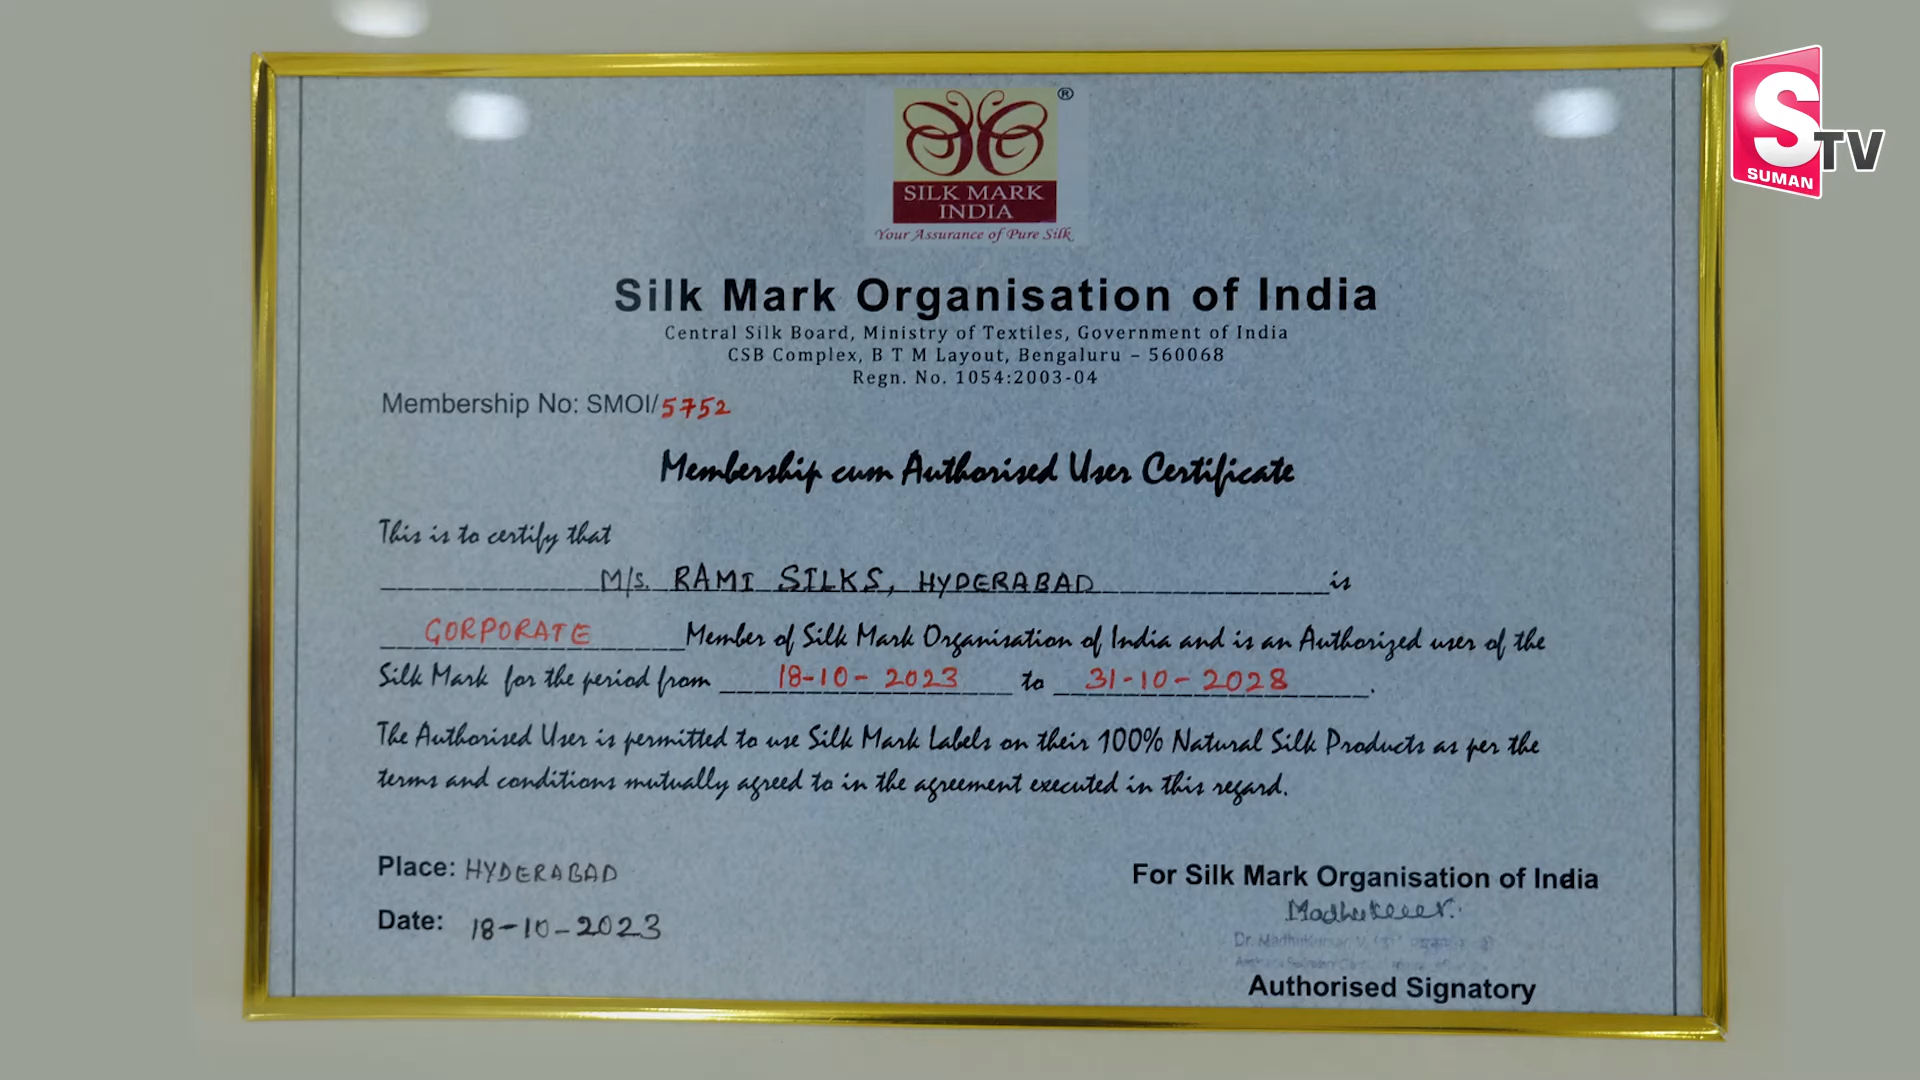 ®
SILK MARK
INDIA
Your Assurance of Pure Silk
S
TV
SUMAN
Silk Mark Organisation of India
Central Silk Board, Ministry of Textiles, Government of India
CSB Complex, B T M Layout, Bengaluru – 560068
Regn. No. 1054:2003-04
Membership No: SMOI/5752
Membership cum Authorised User Certificate
This is to certify that
M/s. RAMI SILKS, HYDERABAD is
CORPORATE Member of Silk Mark Organisation of India and is an Authorized user of the
Silk Mark for the period from 18-10-2023 to 31-10-2028.
The Authorised User is permitted to use Silk Mark Labels on their 100% Natural Silk Products as per the
terms and conditions mutually agreed to in the agreement executed in this regard.
Place: HYDERABAD
Date: 18-10-2023
For Silk Mark Organisation of India
Dr. Madhu Kumar
Authorised Signatory